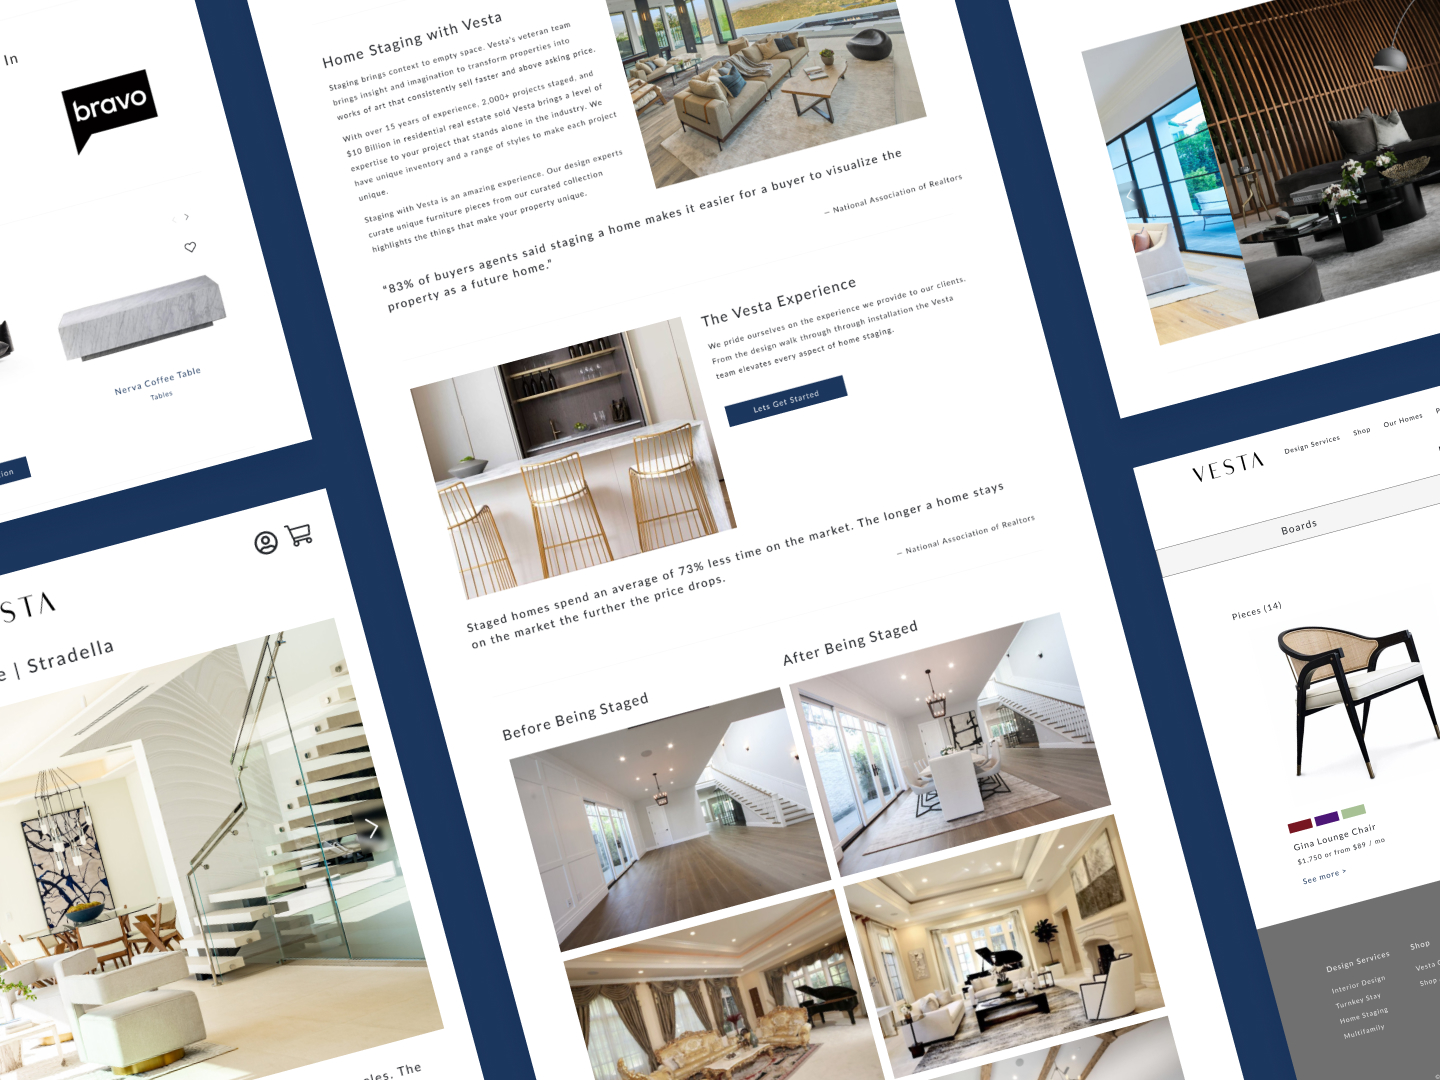 In
bravo
Nerva Coffee Table
Tables
Home Staging with Vesta
Staging brings context to empty space. Vesta's veteran team
brings insight and imagination to transform properties into
works of art that consistently sell faster and above asking price.
With over 15 years of experience, 2,000+ projects staged, and
$10 Billion in residential real estate sold Vesta brings a level of
expertise to your project that stands alone in the industry. We
have unique inventory and a range of styles to make each project
unique.
Staging with Vesta is an amazing experience. Our design experts
curate unique furniture pieces from our curated collection
highlights the things that make your property unique.
"83% of buyers agents said staging a home makes it easier for a buyer to visualize the
property as a future home."
— National Association of Realtors
The Vesta Experience
We pride ourselves on the experience we provide to our clients.
From the design walk through through installation the Vesta
team elevates every aspect of home staging.
Lets Get Started
Staged homes spend an average of 73% less time on the market. The longer a home stays
on the market the further the price drops.
— National Association of Realtors
Before Being Staged
After Being Staged
ESTA
e | Stradella
The
VESTA
Design Services
Shop
Our Homes
Boards
Pieces (14)
Gina Lounge Chair
$1,750 or from $89 / mo
See more >
Design Services
Interior Design
Turnkey Stay
Home Staging
Multifamily
Shop
Vesta
Shop